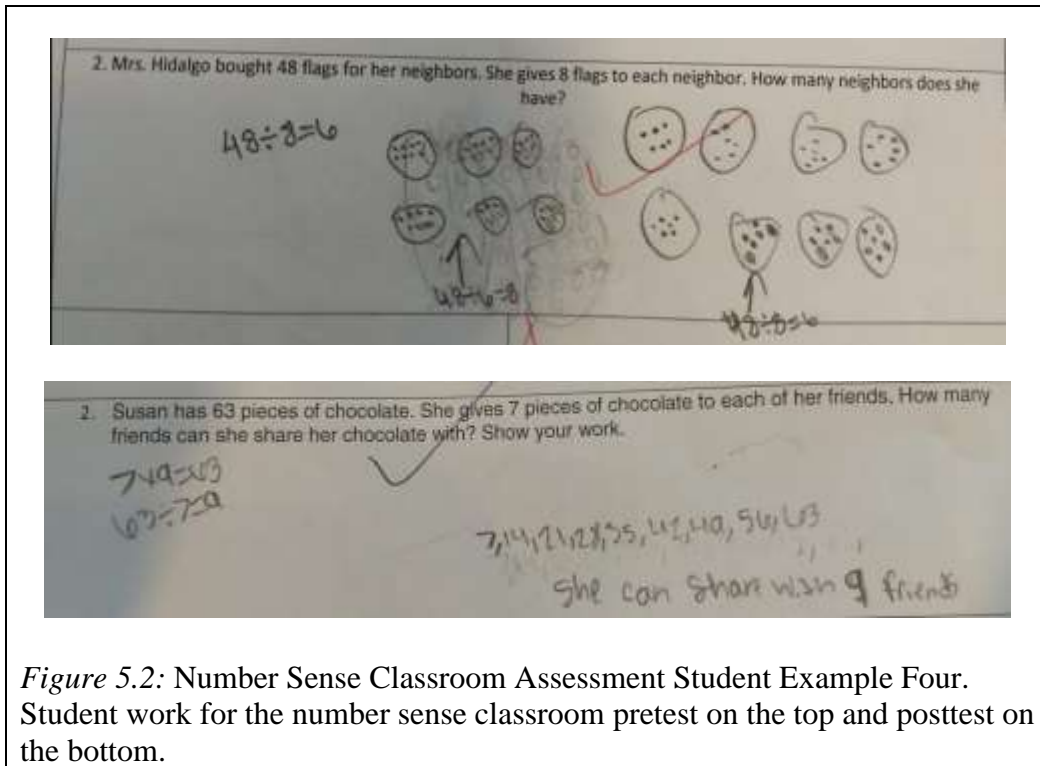 2. Mrs. Hidalgo bought 48 flags for her neighbors. She gives 8 flags to each neighbor. How many neighbors does she
have?
48÷8=6
48÷6=8
48÷8=6
2. Susan has 63 pieces of chocolate. She gives 7 pieces of chocolate to each of her friends. How many
friends can she share her chocolate with? Show your work.
7x9=63
63÷7=9
7,14,21,28,35,42,49,56,63
She can share 9 friends
Figure 5.2: Number Sense Classroom Assessment Student Example Four.
Student work for the number sense classroom pretest on the top and posttest on
the bottom.